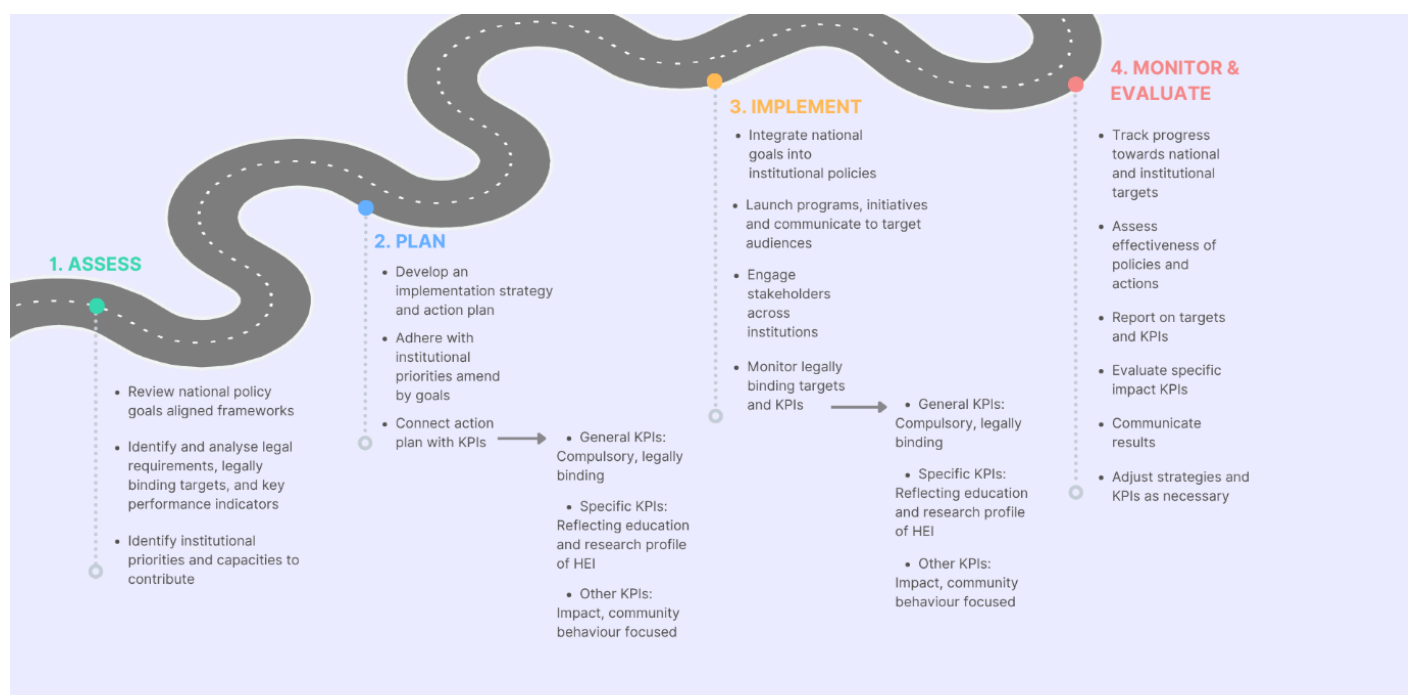 1. ASSESS
• Review national policy
goals aligned frameworks
• Identify and analyse legal
requirements, legally
binding targets, and key
performance indicators
• Identify institutional
priorities and capacities to
contribute
2. PLAN
• Develop an
implementation strategy
and action plan
• Adhere with
institutional
priorities amend
by goals
• Connect action
plan with KPIs
• General KPIs:
Compulsory, legally
binding
• Specific KPIs:
Reflecting education
and research profile
of HEI
• Other KPIs:
Impact, community
behaviour focused
3. IMPLEMENT
• Integrate national
goals into
institutional policies
• Launch programs, initiatives
and communicate to target
audiences
• Engage
stakeholders
across
institutions
• Monitor legally
binding targets
and KPIs
• General KPIs:
Compulsory, legally
binding
• Specific KPIs:
Reflecting education
and research profile
of HEI
• Other KPIs:
Impact, community
behaviour focused
4. MONITOR &
EVALUATE
• Track progress
towards national
and institutional
targets
• Assess
effectiveness of
policies and
actions
• Report on targets
and KPIs
• Evaluate specific
impact KPIs
• Communicate
results
• Adjust strategies and
KPIs as necessary